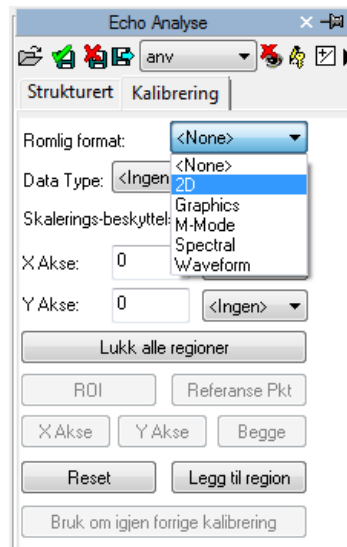 Echo Analyse
anv
Strukturert Kalibrering
Romlig format: <None>
<None>
Data Type: <Ingen
2D
Graphics
Skalerings-beskyttel
M-Mode
Spectral
X Akse: 0
Waveform
Y Akse: 0 <Ingen>
Lukk alle regioner
ROI Referanse Pkt
X Akse Y Akse Begge
Reset Legg til region
Bruk om igjen forrige kalibrering